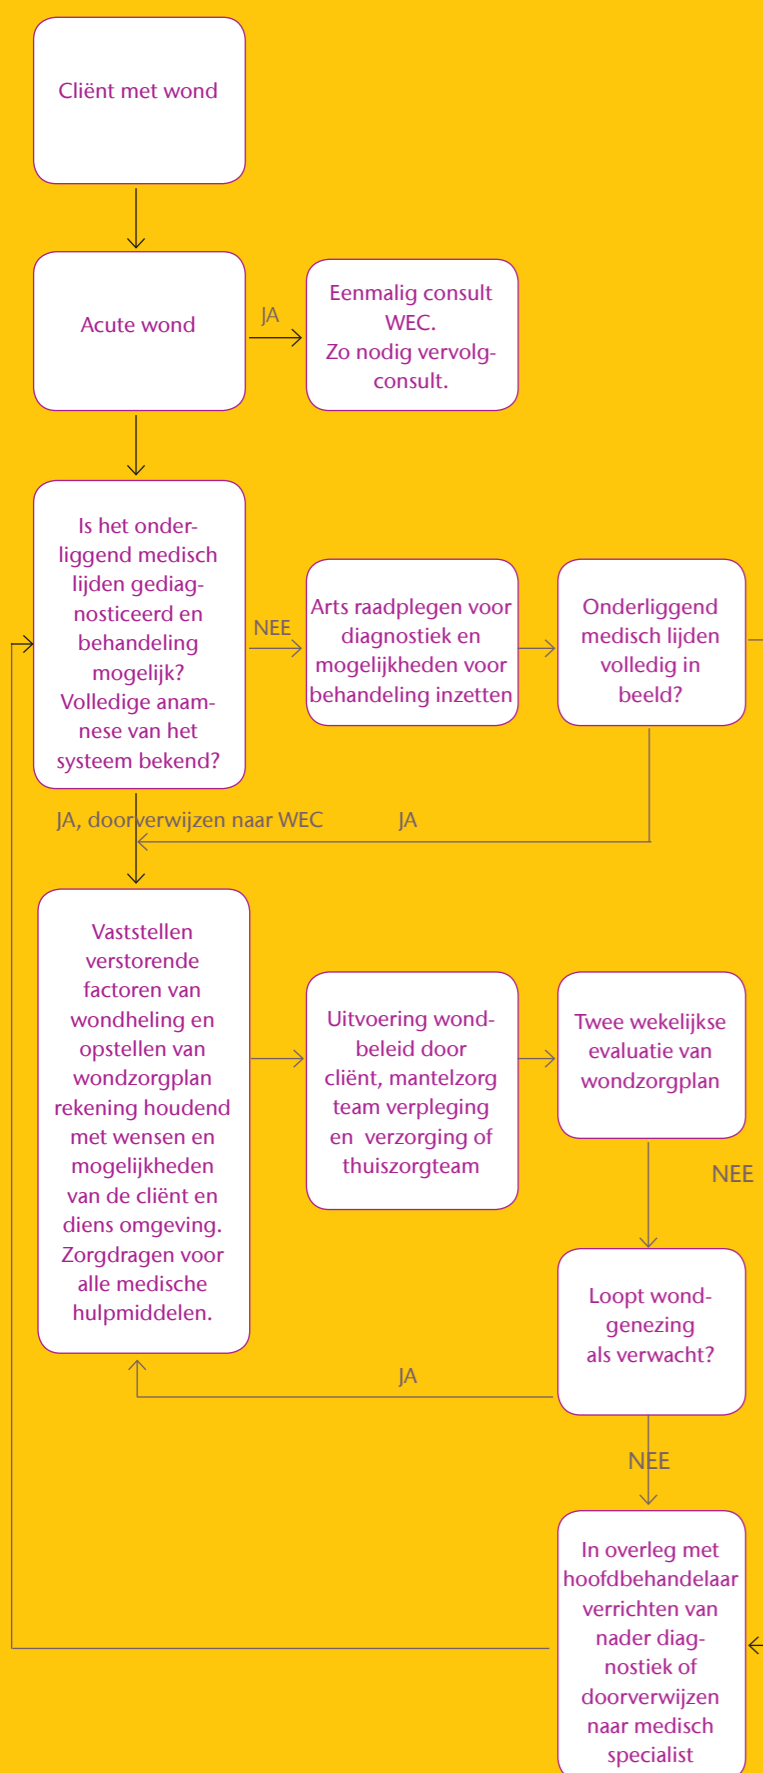 Cliënt met wond
Acute wond
JA
Eenmalig consult
WEC.
Zo nodig vervolg-
consult.
Is het onder-
liggend medisch
lijden gediag-
nosticeerd en
behandeling
mogelijk?
Volledige anam-
nese van het
systeem bekend?
NEE
Arts raadplegen voor
diagnostiek en
mogelijkheden voor
behandeling inzetten
Onderliggend
medisch lijden
volledig in
beeld?
JA, doorverwijzen naar WEC
JA
Vaststellen
verstorende
factoren van
wondheling en
opstellen van
wondzorgplan
rekening houdend
met wensen en
mogelijkheden
van de cliënt en
diens omgeving.
Zorgdragen voor
alle medische
hulpmiddelen.
Uitvoering wond-
beleid door
cliënt, mantelzorg
team verpleging
en verzorging of
thuiszorgteam
Twee wekelijkse
evaluatie van
wondzorgplan
NEE
Loopt wond-
genezing
als verwacht?
JA
NEE
In overleg met
hoofdbehandelaar
verrichten van
nader diag-
nostiek of
doorverwijzen
naar medisch
specialist